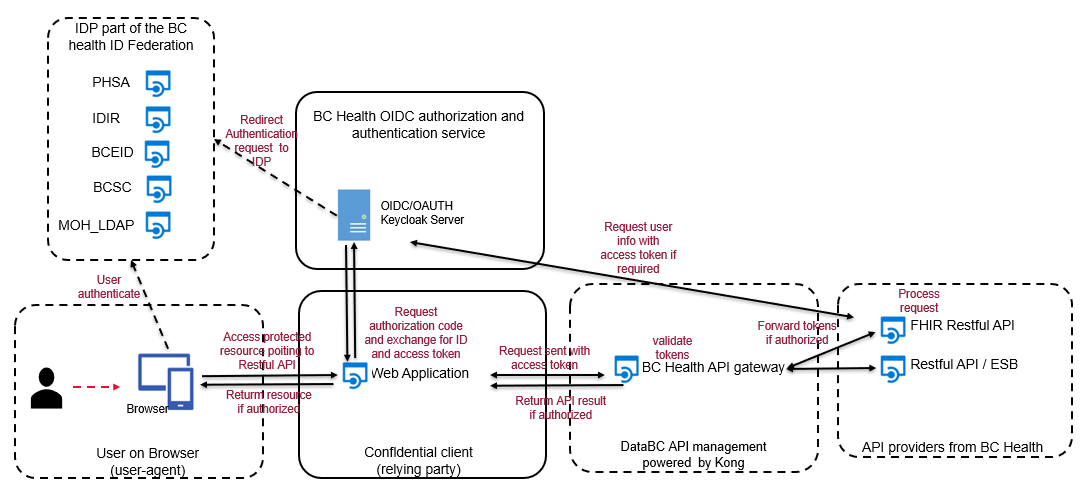 IDP part of the BC
health ID Federation
PHSA
IDIR
BCEID
BCSC
MOH_LDAP
Redirect
Authentication
request to
IDP
BC Health OIDC authorization and
authentication service
OIDC/OAUTH
Keycloak Server
Request user
info with
access token if
required
User
authenticate
Browser
User on Browser
(user-agent)
Access protected
resource poiting to
Restful API
Returm resource
if authorized
Request
authorization code
and exchange for ID
and access token
Web Application
Confidential client
(relying party)
Request sent with
access token
Returm API result
if authorized
validate
tokens
BC Health API gateway
DataBC API management
powered by Kong
Forward tokens
if authorized
Process
request
FHIR Restful API
Restful API / ESB
API providers from BC Health